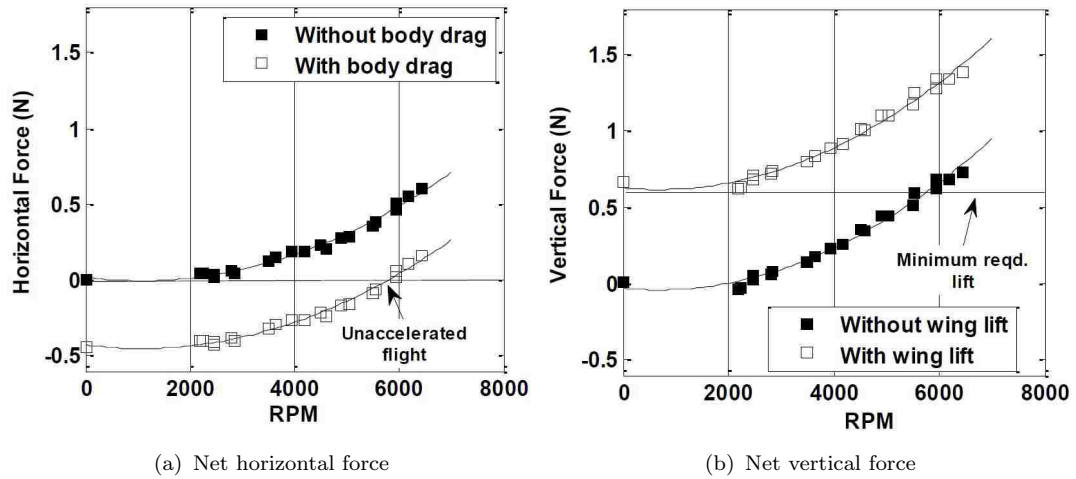 1.5
1
0.5
0
-0.5
Horizontal Force (N)
Without body drag
With body drag
Unaccelerated
flight
0 2000 4000 6000 8000
RPM
(a) Net horizontal force
1.5
1
0.5
0
-0.5
Vertical Force (N)
Minimum reqd.
lift
Without wing lift
With wing lift
0 2000 4000 6000 8000
RPM
(b) Net vertical force